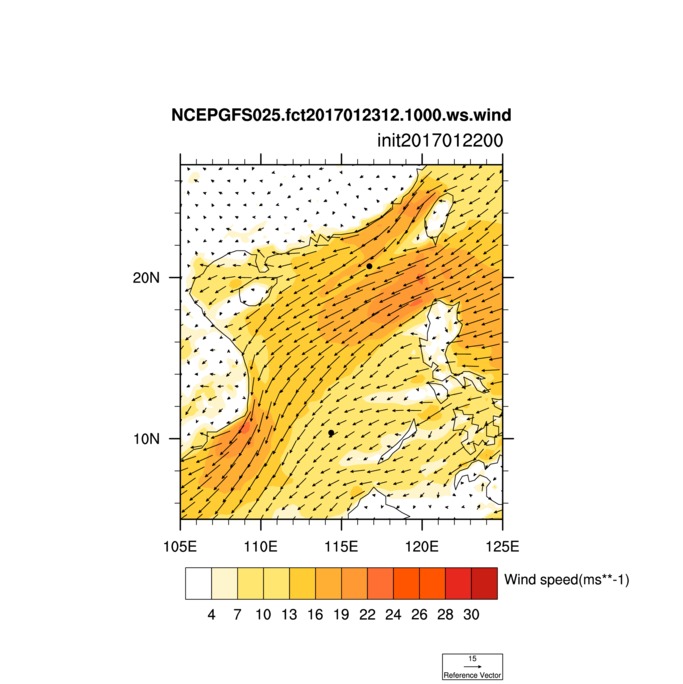 NCEPGFS025.fct2017012312.1000.ws.wind
init2017012200
20N
10N
105E 110E 115E 120E 125E
4 7 10 13 16 19 22 24 26 28 30
Wind speed(ms**-1)
15
Reference Vector